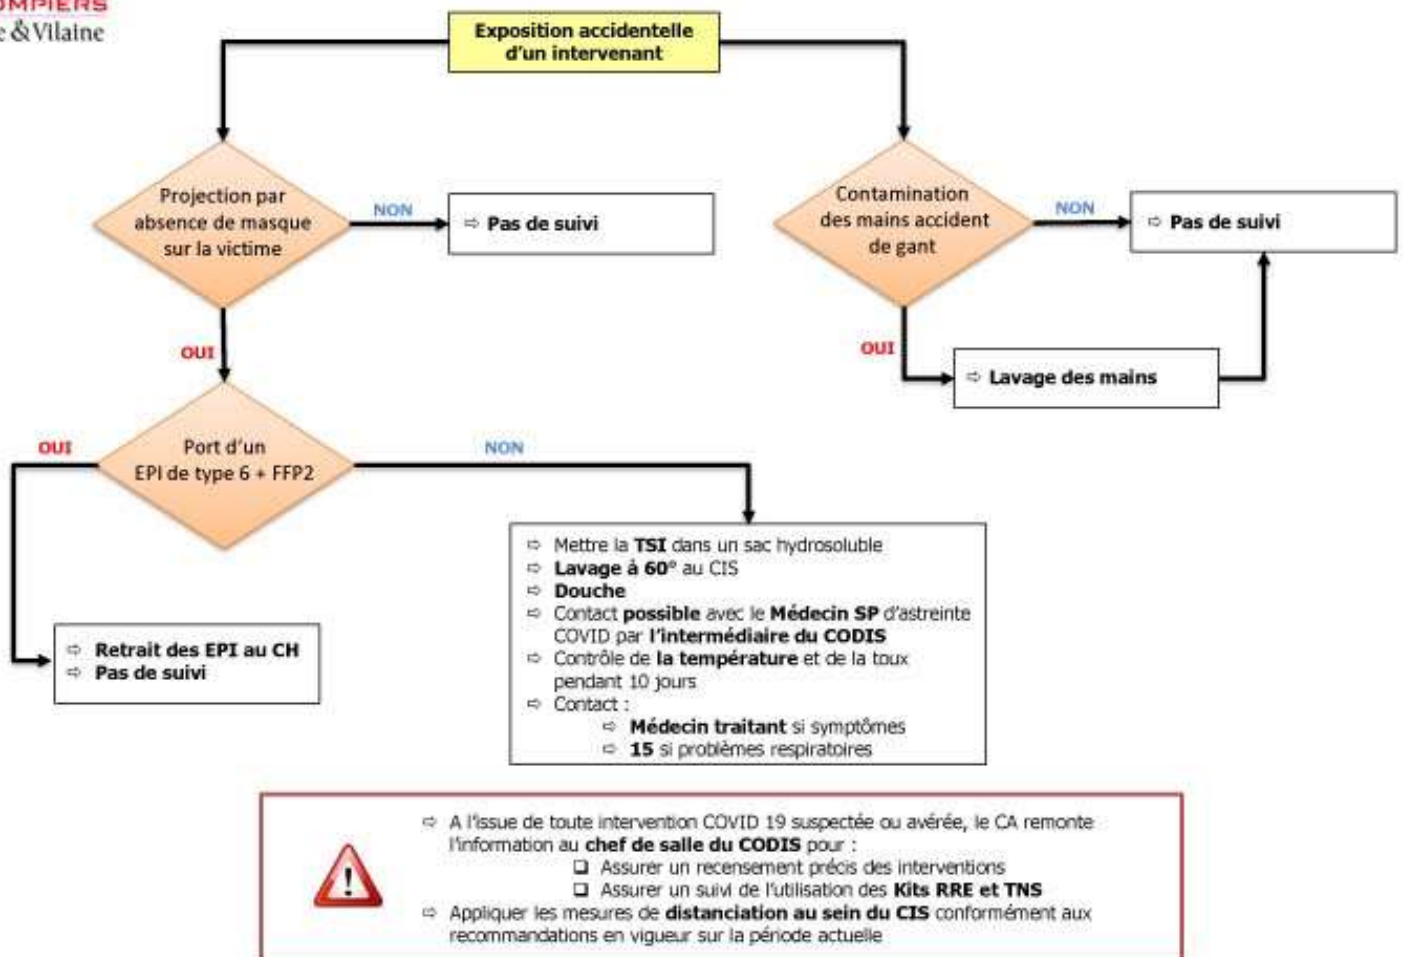 & Vilaine
Exposition accidentelle
d'un intervenant
Projection par
absence de masque
sur la victime
NON
⇨ Pas de suivi
Contamination
des mains accident
de gant
NON
⇨ Pas de suivi
OUI
OUI
⇨ Lavage des mains
OUI
Port d'un
EPI de type 6 + FFP2
NON
⇨ Mettre la TSI dans un sac hydrosoluble
⇨ Lavage à 60° au CIS
⇨ Douche
⇨ Contact possible avec le Médecin SP d'astreinte
COVID par l'intermédiaire du CODIS
⇨ Contrôle de la température et de la toux
pendant 10 jours
⇨ Contact :
⇨ Médecin traitant si symptômes
⇨ 15 si problèmes respiratoires
⇨ Retrait des EPI au CH
⇨ Pas de suivi
⇨ A l'issue de toute intervention COVID 19 suspectée ou avérée, le CA remonte
l'information au chef de salle du CODIS pour :
❑ Assurer un recensement précis des interventions
❑ Assurer un suivi de l'utilisation des Kits RRE et TNS
⇨ Appliquer les mesures de distanciation au sein du CIS conformément aux
recommandations en vigueur sur la période actuelle